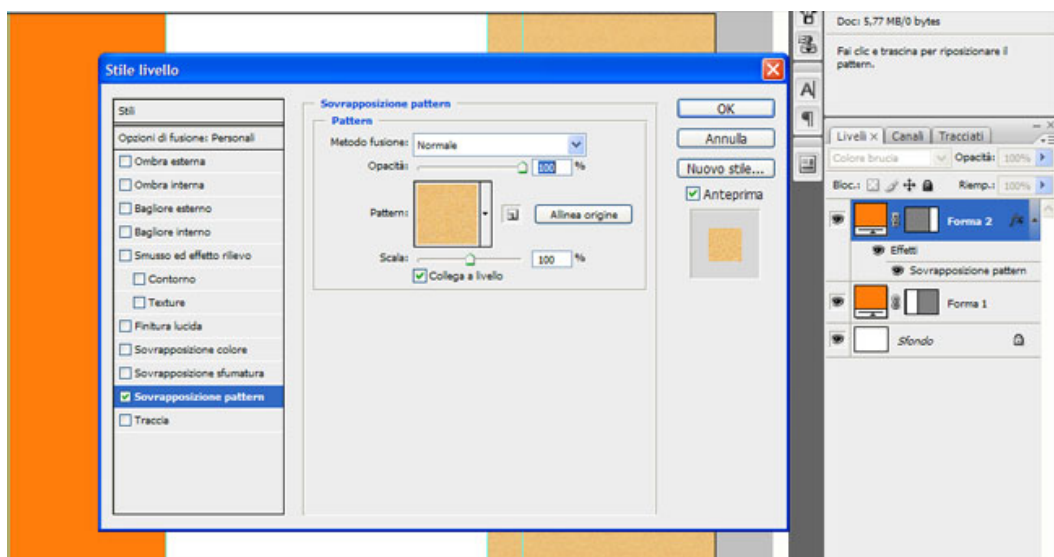 Stile livello
Stili
Opzioni di fusione: Personali
Ombra esterna
Ombra interna
Bagliore esterno
Bagliore interno
Smusso ed effetto rilievo
Contorno
Texture
Finitura lucida
Sovrapposizione colore
Sovrapposizione sfumatura
Sovrapposizione pattern
Traccia
Sovrapposizione pattern
Pattern
Metodo fusione: Normale
Opacità: 100 %
Pattern: Allinea origine
Scala: 100 %
Collega a livello
OK
Annulla
Nuovo stile...
Anteprima
Doc: 5,77 MB/0 bytes
Fai clic e trascina per riposizionare il
pattern.
A
Livelli × Canali Tracciati
Colore brucia Opacità: 100%
Bloc.: Riemp.: 100%
Forma 2
Effetti
Sovrapposizione pattern
Forma 1
Sfondo